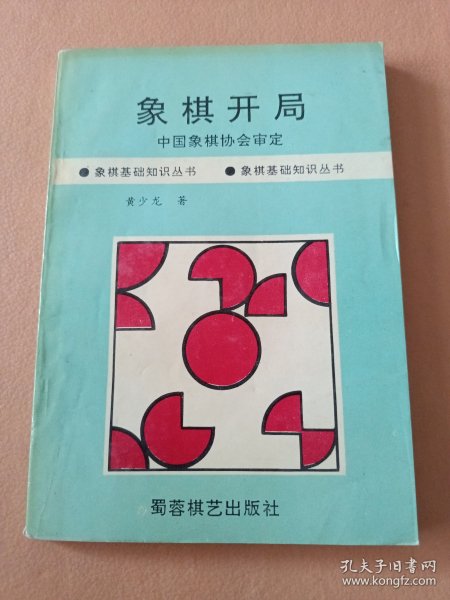 象棋开局
中国象棋协会审定
●象棋基础知识丛书 ●象棋基础知识丛书
黄少龙 著
蜀蓉棋艺出版社
孔夫子旧书网
www.kongfz.com